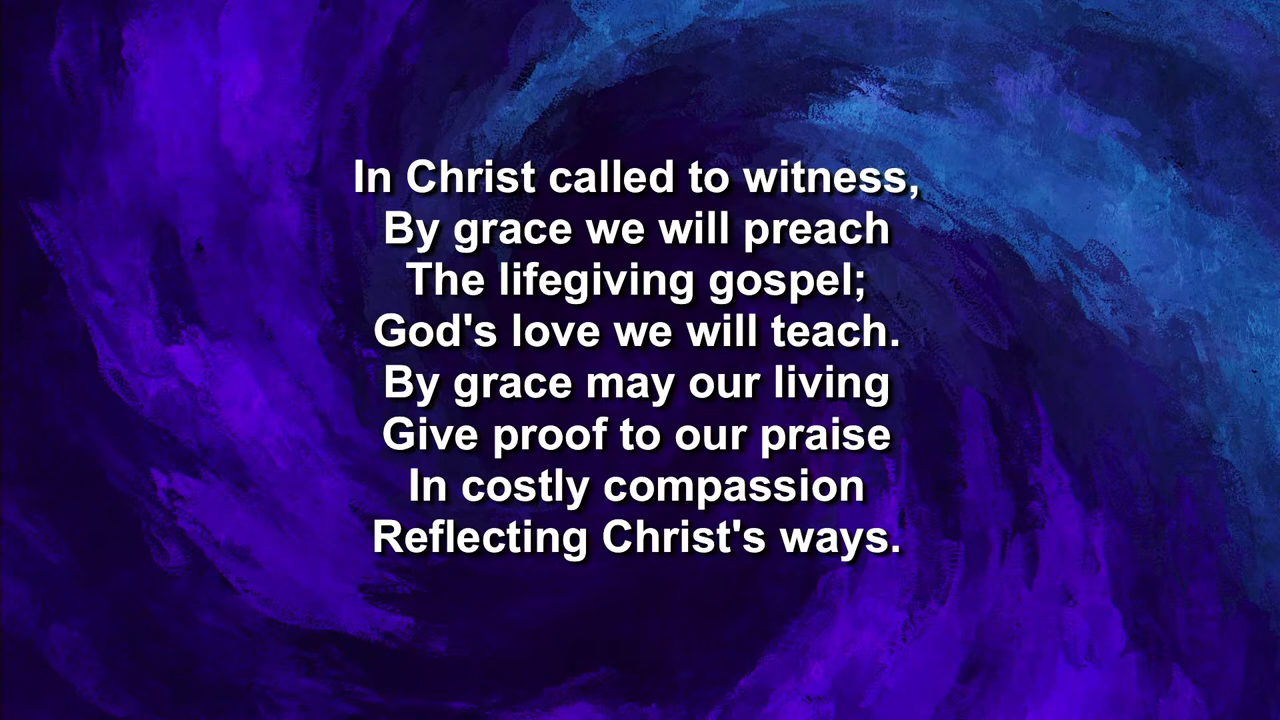 In Christ called to witness,
By grace we will preach
The lifegiving gospel;
God's love we will teach.
By grace may our living
Give proof to our praise
In costly compassion
Reflecting Christ's ways.